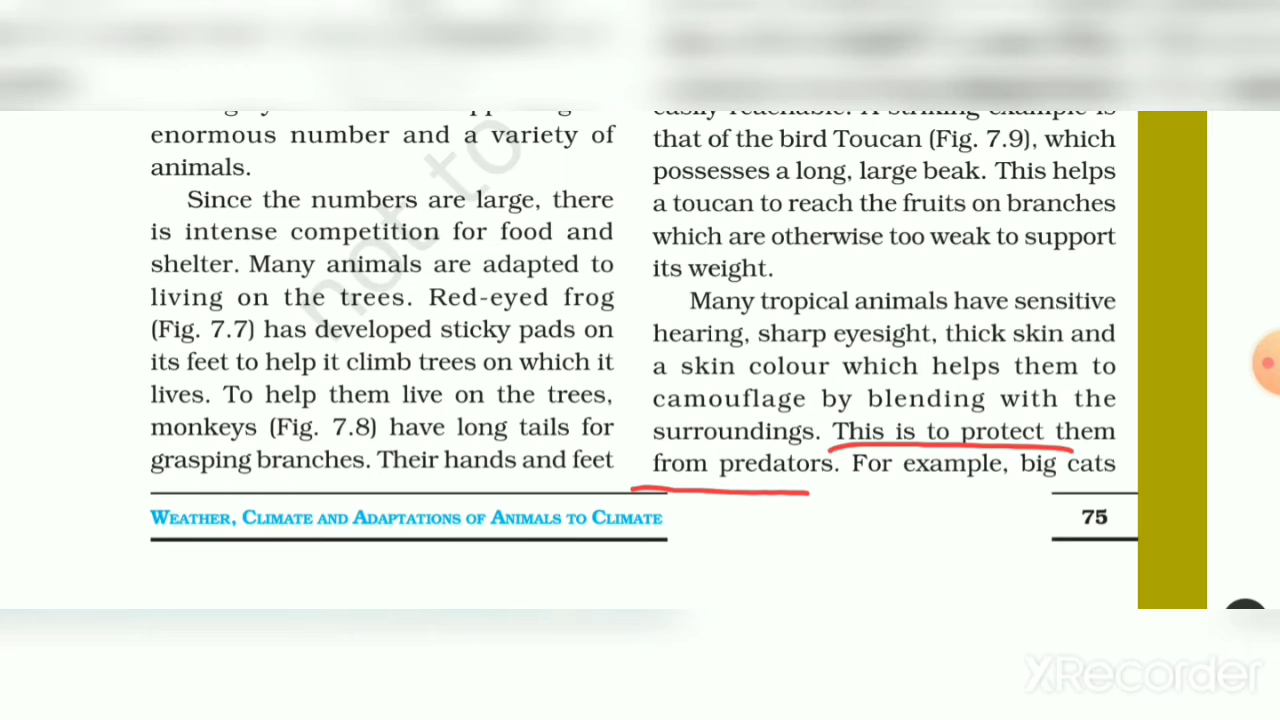 enormous number and a variety of
animals.
Since the numbers are large, there
is intense competition for food and
shelter. Many animals are adapted to
living on the trees. Red-eyed frog
(Fig. 7.7) has developed sticky pads on
its feet to help it climb trees on which it
lives. To help them live on the trees,
monkeys (Fig. 7.8) have long tails for
grasping branches. Their hands and feet
easily reachable. A striking example is
that of the bird Toucan (Fig. 7.9), which
possesses a long, large beak. This helps
a toucan to reach the fruits on branches
which are otherwise too weak to support
its weight.
Many tropical animals have sensitive
hearing, sharp eyesight, thick skin and
a skin colour which helps them to
camouflage by blending with the
surroundings. This is to protect them
from predators. For example, big cats
WEATHER, CLIMATE AND ADAPTATIONS OF ANIMALS TO CLIMATE
75
not to
XRecorder